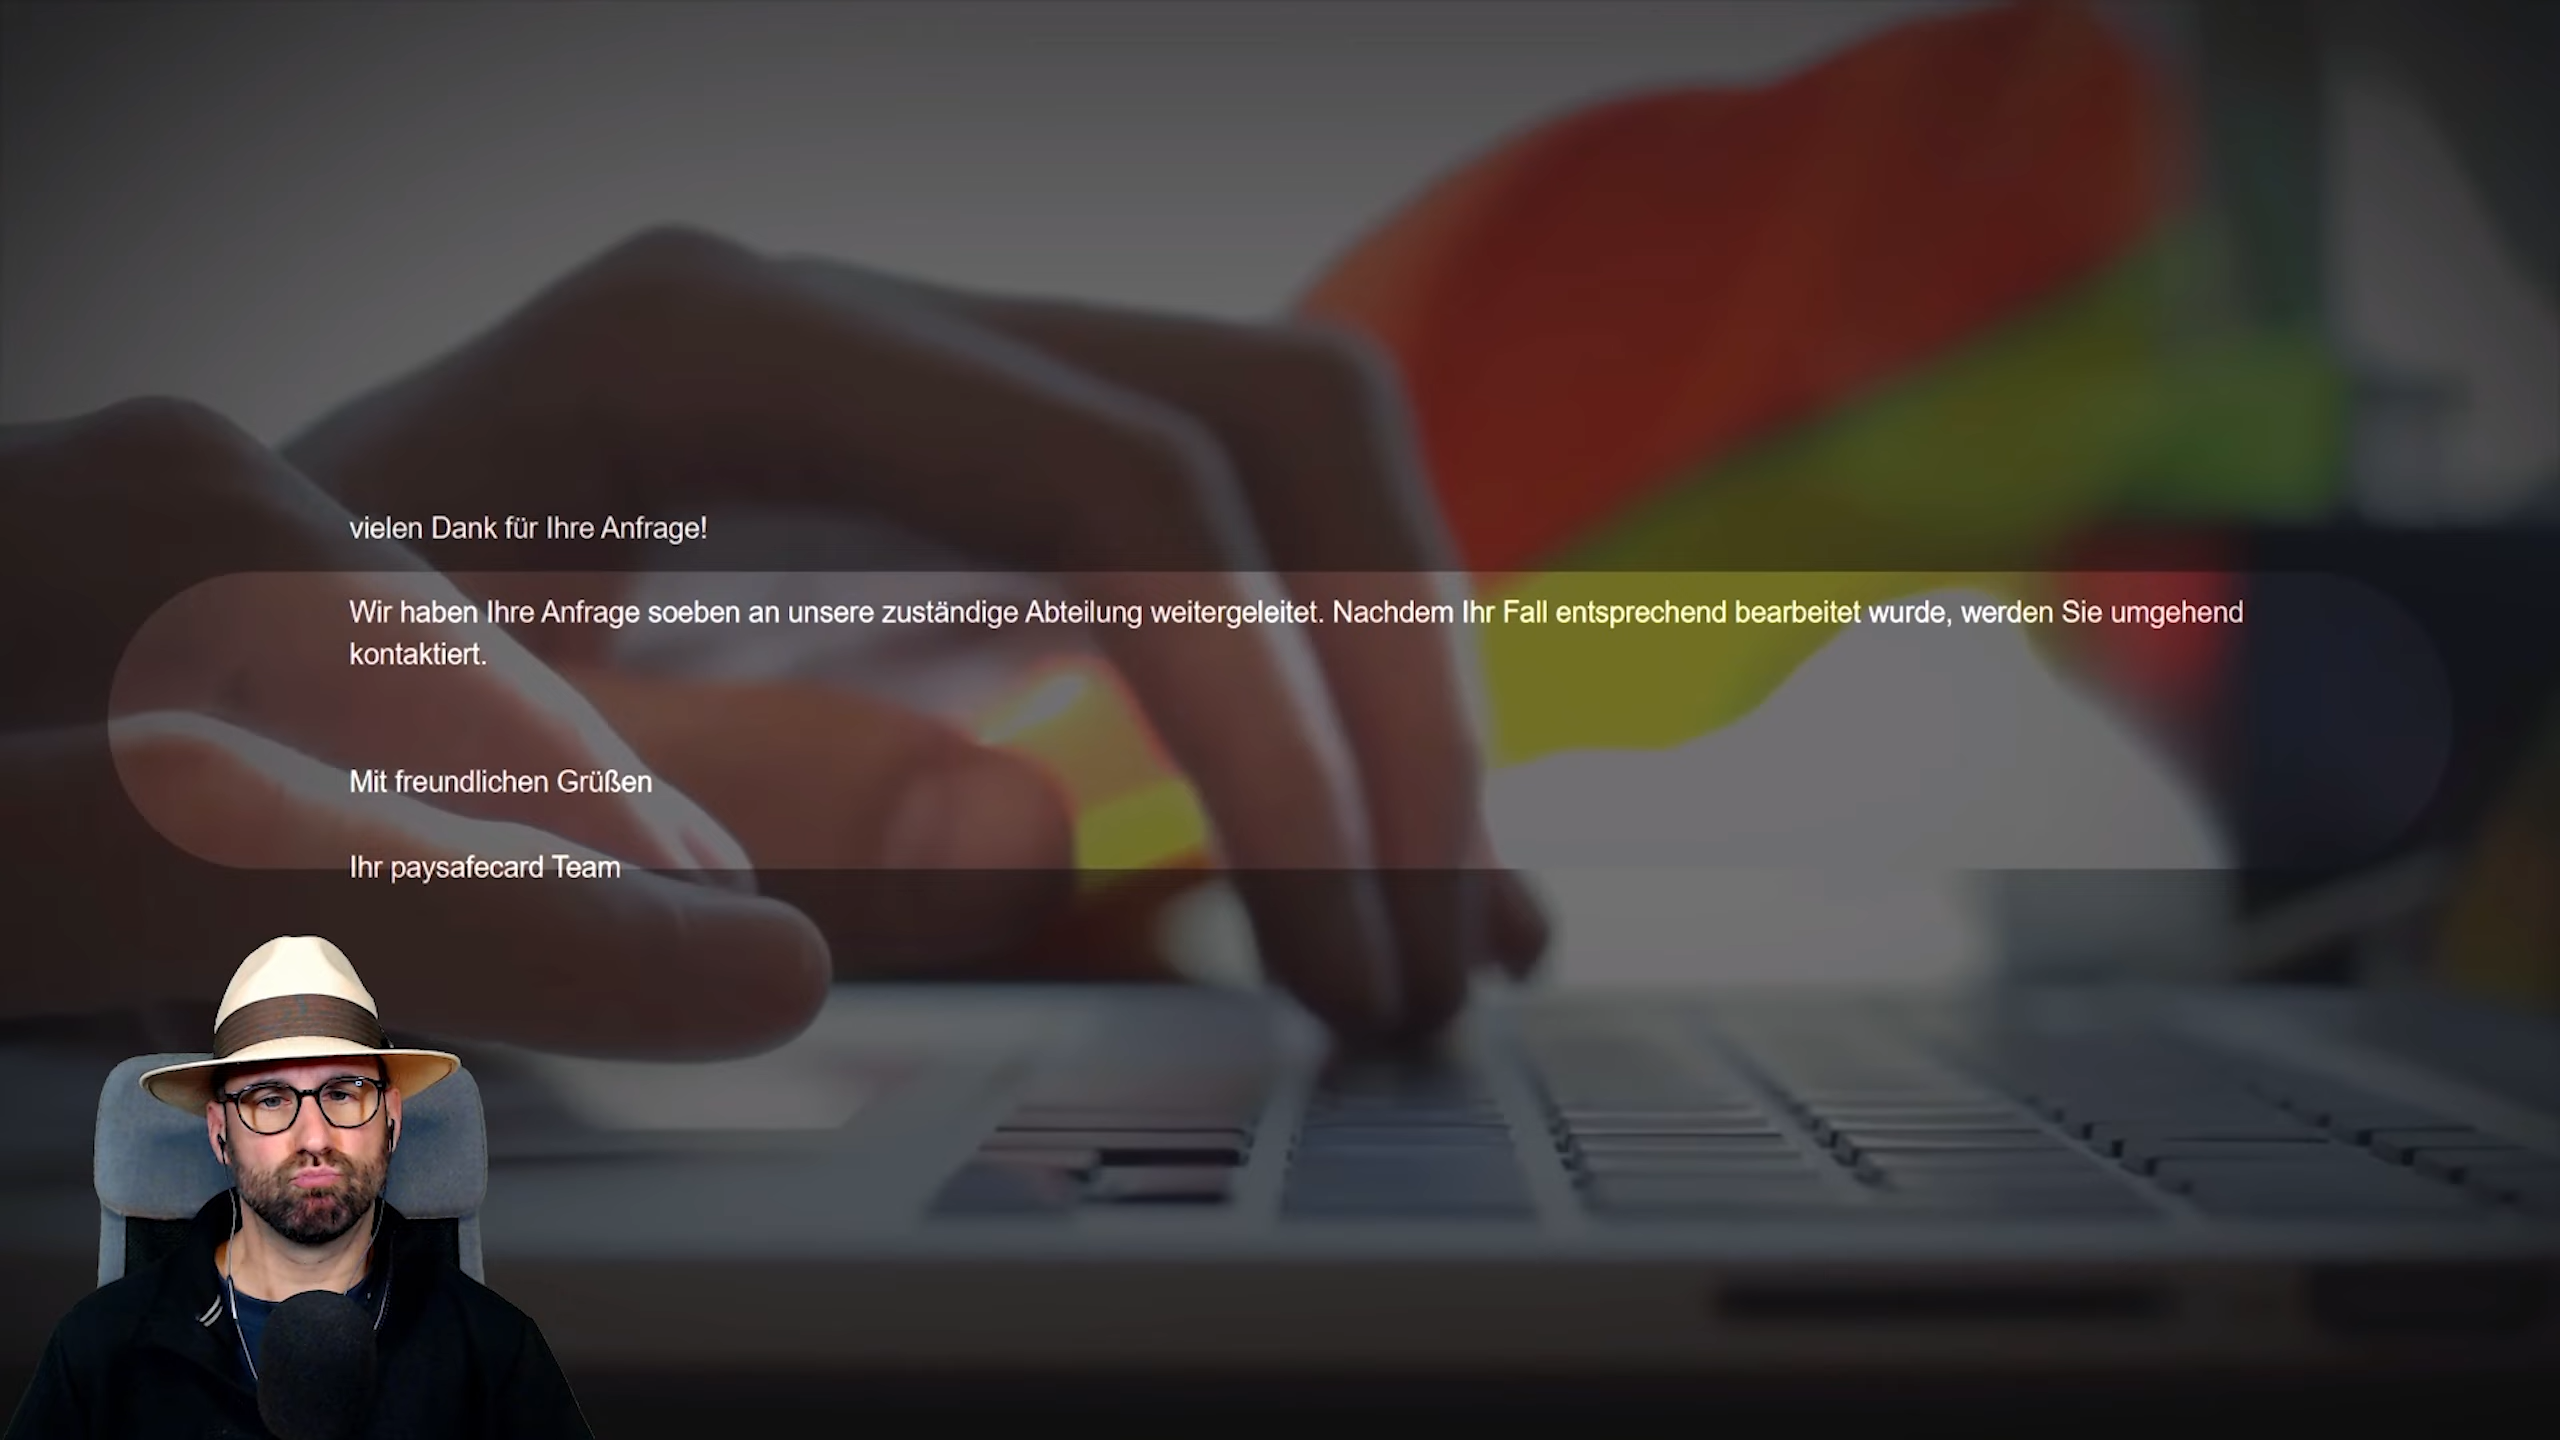 vielen Dank für Ihre Anfrage!
Wir haben Ihre Anfrage soeben an unsere zuständige Abteilung weitergeleitet. Nachdem Ihr Fall entsprechend bearbeitet wurde, werden Sie umgehend
kontaktiert.
Mit freundlichen Grüßen
Ihr paysafecard Team